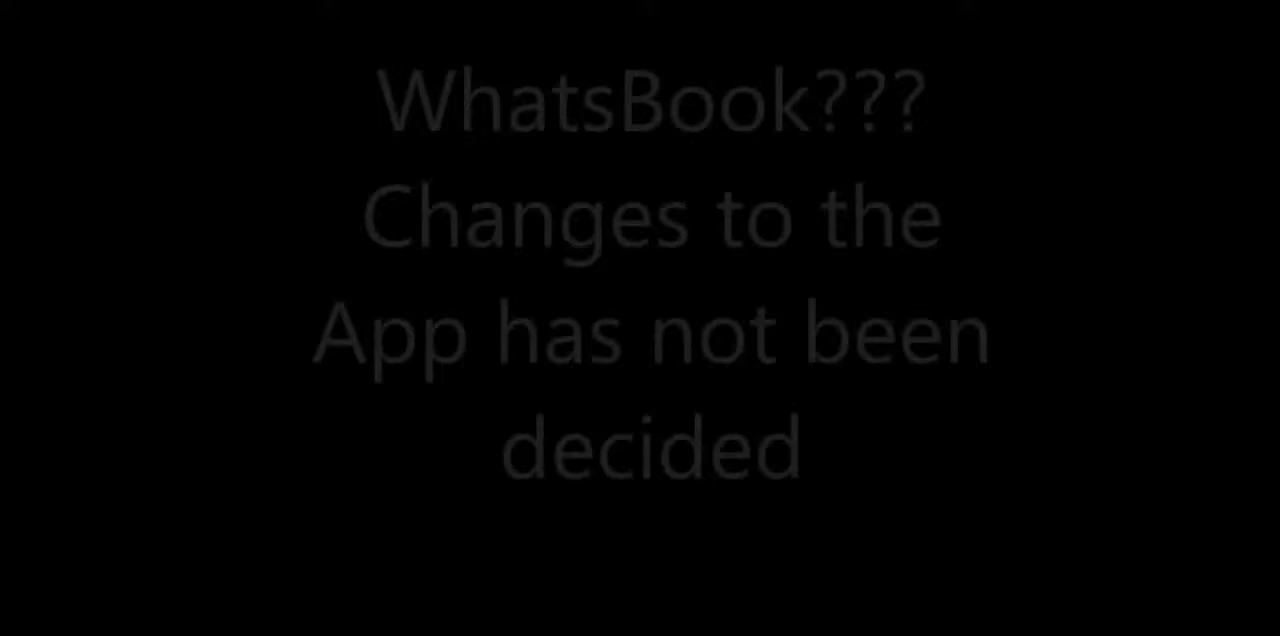 WhatsBook???
Changes to the
App has not been
decided